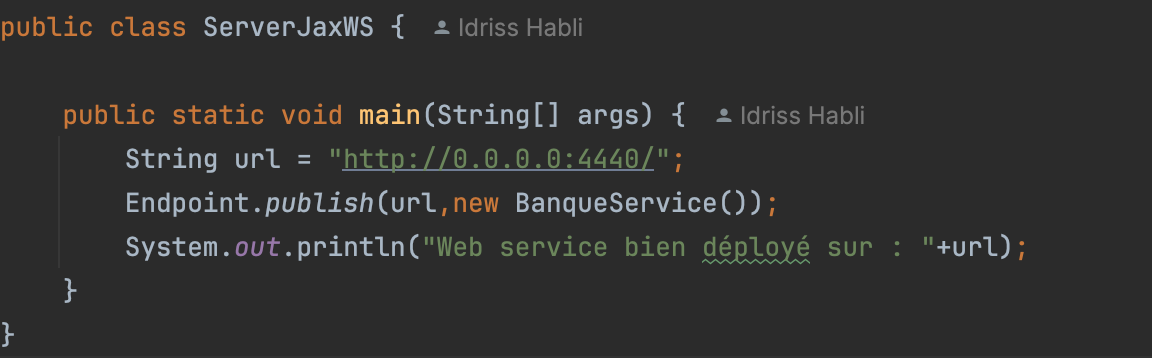 public class ServerJaxWS { Idriss Habli
public static void main(String[] args) { Idriss Habli
String url = "http://0.0.0.0:4440/";
Endpoint.publish(url,new BanqueService());
System.out.println("Web service bien déployé sur : "+url);
}
}